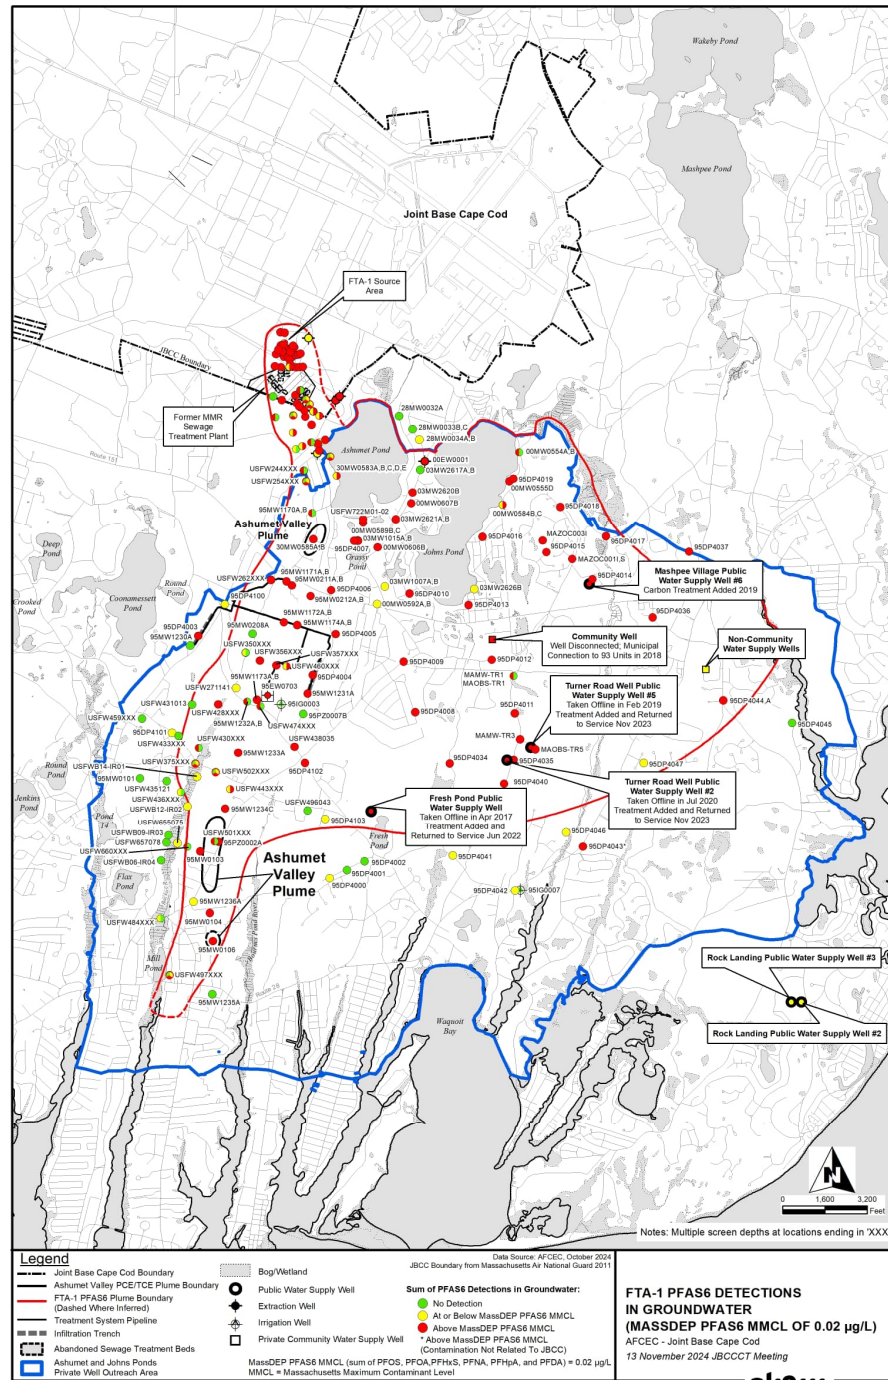 Wakeby Pond
Mashpee Pond
Joint Base Cape Cod
FTA-1 Source
Area
JBCC Boundary
Former MMR
Sewage
Treatment Plant
Route 151
Ashumet Pond
28MW0032A
28MW0033B,C
28MW0034A,B
00EW0001
03MW2617A,B
00MW0554A,B
30MW0583A,B,C,D,E
USFW244XXX
USFW254XXX
95DP4019
00MW0555D
03MW2620B
00MW0607B
95MW1170A,B
USFW722M01-02
00MW0584B,C
95DP4018
Ashumet Valley
Plume
00MW0589B,C
03MW2621A,B
03MW1015A,B
30MW0585A,B
95DP4007
00MW0606B
Grassy
Pond
Johns Pond
95DP4016
MAZOC003I
95DP4015
95DP4017
95DP4037
MAZOC001I,S
Deep
Pond
Round
Pond
Coonamessett
Pond
Crooked
Pond
95MW1171A,B
USFW262XXX
95MW0211A,B
95DP4006
95MW0212A,B
03MW1007A,B
95DP4010
03MW2626B
00MW0592A,B
95DP4013
95DP4014
Mashpee Village Public
Water Supply Well #6
Carbon Treatment Added 2019
95DP4100
95DP4036
95MW1172A,B
95MW1174A,B
95DP4003
95MW0208A
95MW1230A
95DP4005
USFW350XXX
USFW356XXX
USFW357XXX
USFW460XXX
95DP4009
95DP4012
Community Well
Well Disconnected; Municipal
Connection to 93 Units in 2018
Non-Community
Water Supply Wells
95MW1173A,B
95DP4004
271141
95EW0703
95MW1231A
MAMW-TR1
MAOBS-TR1
95IG0003
USFW431013
USFW428XXX
USFW459XXX
95MW1232A,B
USFW474XXX
95PZ0007B
95DP4008
95DP4011
Turner Road Well Public
Water Supply Well #5
Taken Offline in Feb 2019
Treatment Added and Returned
to Service Nov 2023
95DP4044,A
95DP4045
95DP4101
USFW433XXX
USFW430XXX
438035
95MW1233A
MAMW-TR3
MAOBS-TR5
95DP4035
Round
Pond
USFW375XXX
USFWB14-IR01
USFW502XXX
95DP4102
95DP4034
95DP4047
95MW0101
USFW435121
USFW436XXX
USFW443XXX
95DP4040
Jenkins
Pond
USFWB12-IR02
USFW655075
95MW1234C
USFW496043
Fresh Pond Public
Water Supply Well
Taken Offline in Apr 2017
Treatment Added and
Returned to Service Jun 2022
Turner Road Well Public
Water Supply Well #2
Taken Offline in Jul 2020
Treatment Added and Returned
to Service Nov 2023
Pond
14
USFWB09-IR03
USFW657078
USFW660XXX
USFWB06-IR04
USFW501XXX
95PZ0002A
95DP4103
Fresh
Pond
95DP4046
95DP4043*
95MW0103
Ashumet
Valley
Plume
95DP4002
95DP4001
95DP4000
95DP4041
Flax
Pond
95DP4042
95IG0007
95MW1236A
USFW484XXX
95MW0104
95MW0106
Mill
Pond
USFW497XXX
95MW1235A
Route 28
Waquoit
Bay
Rock Landing Public Water Supply Well #3
Rock Landing Public Water Supply Well #2
N
0 1,600 3,200
Feet
Notes: Multiple screen depths at locations ending in 'XXX
Legend
Joint Base Cape Cod Boundary
Ashumet Valley PCE/TCE Plume Boundary
FTA-1 PFAS6 Plume Boundary
(Dashed Where Inferred)
Treatment System Pipeline
Infiltration Trench
Abandoned Sewage Treatment Beds
Ashumet and Johns Ponds
Private Well Outreach Area
Bog/Wetland
Public Water Supply Well
Extraction Well
Irrigation Well
Private Community Water Supply Well
Data Source: AFCEC, October 2024
JBCC Boundary from Massachusetts Air National Guard 2011
Sum of PFAS6 Detections in Groundwater:
No Detection
At or Below MassDEP PFAS6 MMCL
Above MassDEP PFAS6 MMCL
* Above MassDEP PFAS6 MMCL
(Contamination Not Related To JBCC)
MassDEP PFAS6 MMCL (sum of PFOS, PFOA,PFHxS, PFNA, PFHpA, and PFDA) = 0.02 µg/L
MMCL = Massachusetts Maximum Contaminant Level
FTA-1 PFAS6 DETECTIONS
IN GROUNDWATER
(MASSDEP PFAS6 MMCL OF 0.02 µg/L)
AFCEC - Joint Base Cape Cod
13 November 2024 JBCCCT Meeting